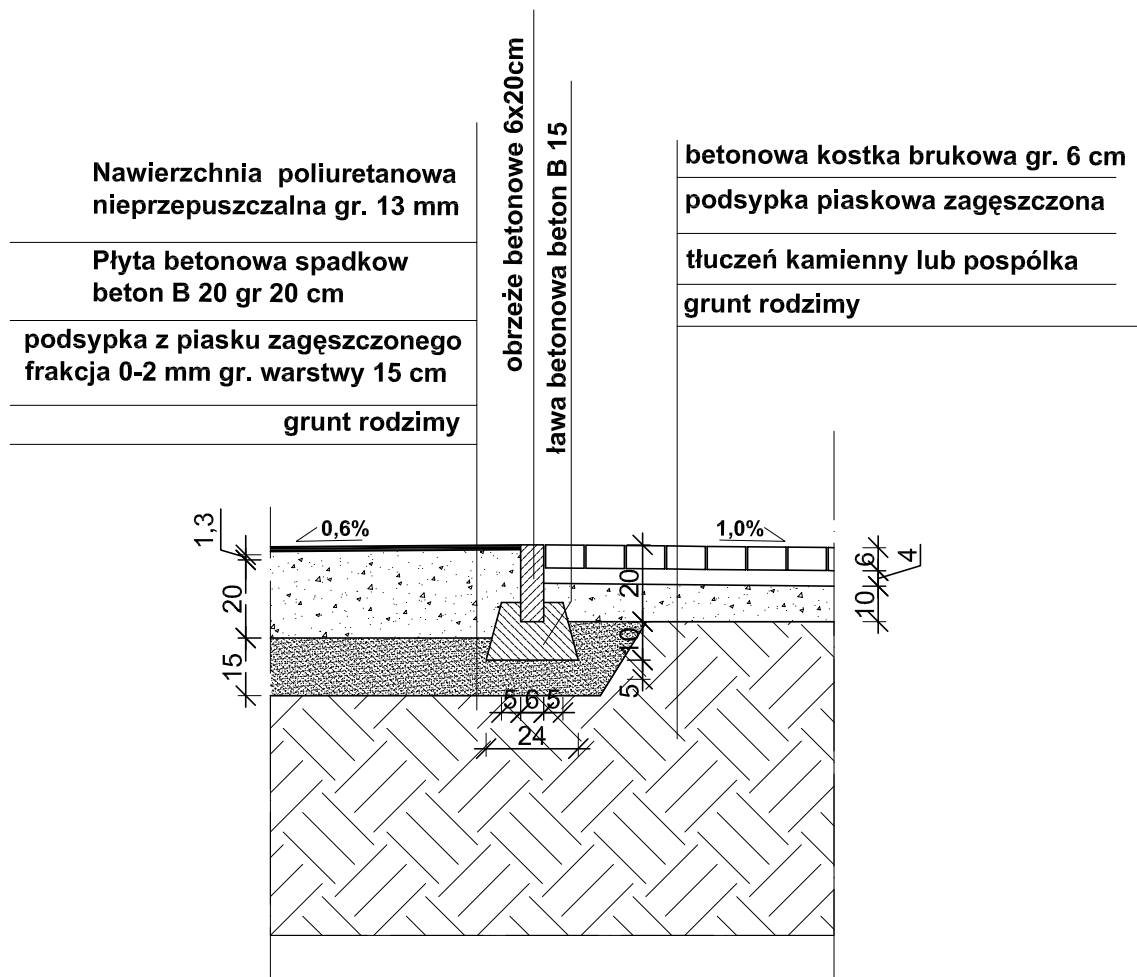 obrzeże betonowe 6x20cm
ława betonowa beton B 15
Nawierzchnia poliuretanowa
nieprzepuszczalna gr. 13 mm
Płyta betonowa spadkow
beton B 20 gr 20 cm
podsypka z piasku zagęszczonego
frakcja 0-2 mm gr. warstwy 15 cm
grunt rodzimy
betonowa kostka brukowa gr. 6 cm
podsypka piaskowa zagęszczona
tłuczeń kamienny lub pospólka
grunt rodzimy
1,3
0,6%
1,0%
20
15
20
10
5
6
4
10
5 6 5
24